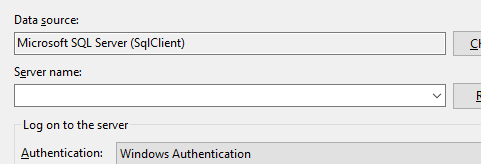 Data source:
Microsoft SQL Server (SqlClient)
Server name:
Log on to the server
Authentication:
Windows Authentication